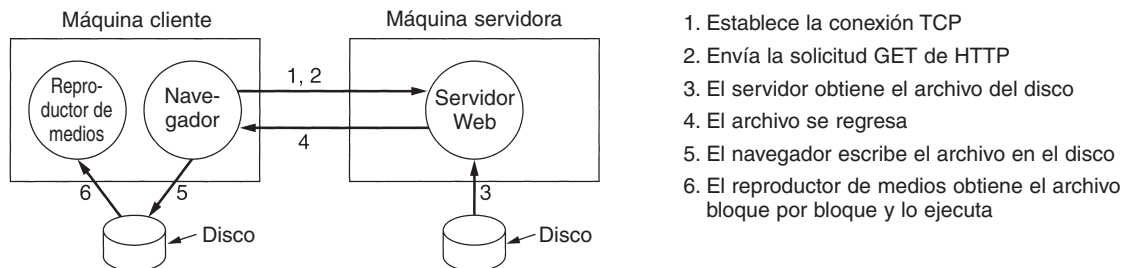 Máquina cliente
Máquina servidora
Repro-
ductor de
medios
Nave-
gador
1, 2
4
Servidor
Web
6
5
3
Disco
Disco
1. Establece la conexión TCP
2. Envía la solicitud GET de HTTP
3. El servidor obtiene el archivo del disco
4. El archivo se regresa
5. El navegador escribe el archivo en el disco
6. El reproductor de medios obtiene el archivo
bloque por bloque y lo ejecuta